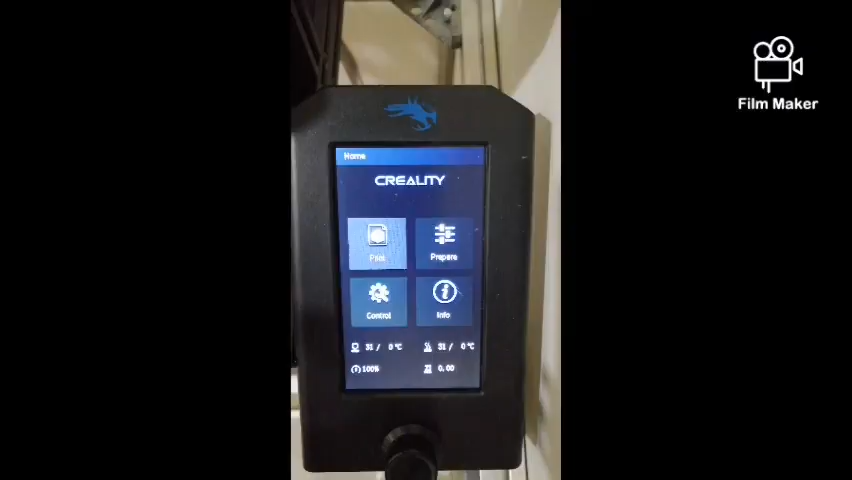 Film Maker
Home
CREALITY
Print
Prepare
Control
Info
31 / 0 ℃
31 / 0 ℃
100%
0.00